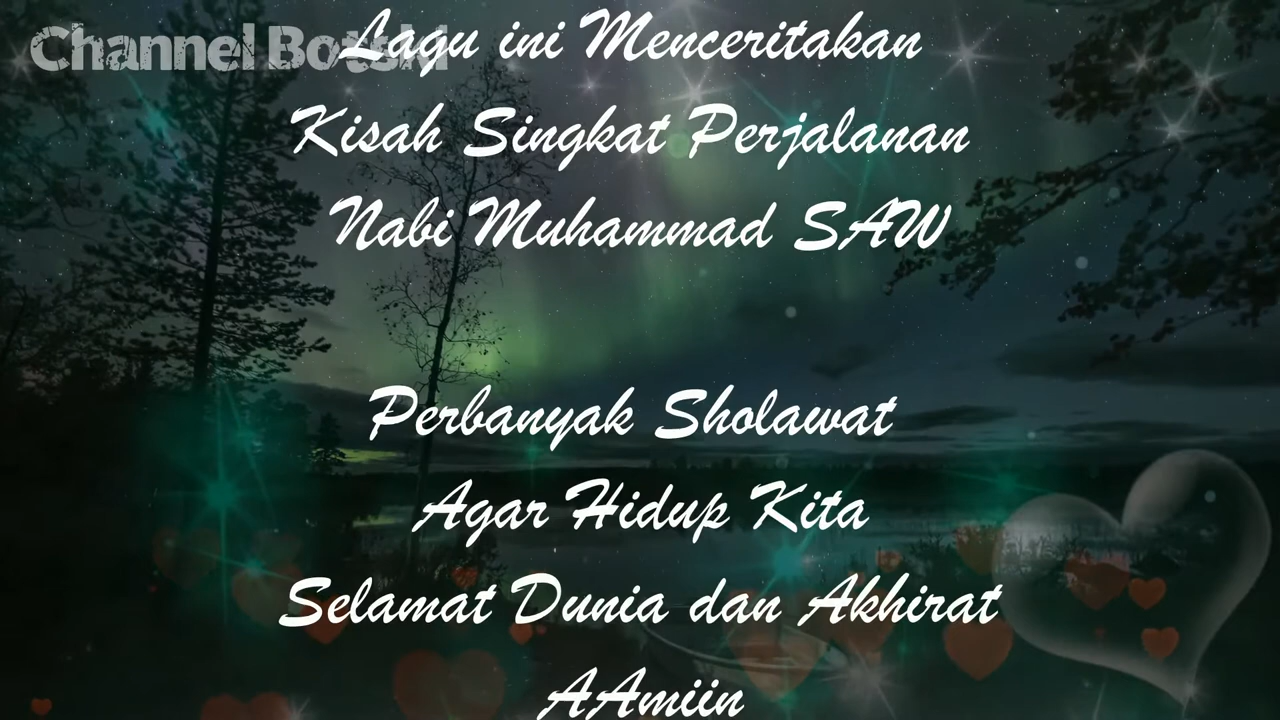 Lagu ini Menceritakan
Kisah Singkat Perjalanan
Nabi Muhammad SAW
Perbanyak Sholawat
Agar Hidup Kita
Selamat Dunia dan Akhirat
AAmiin
Channel